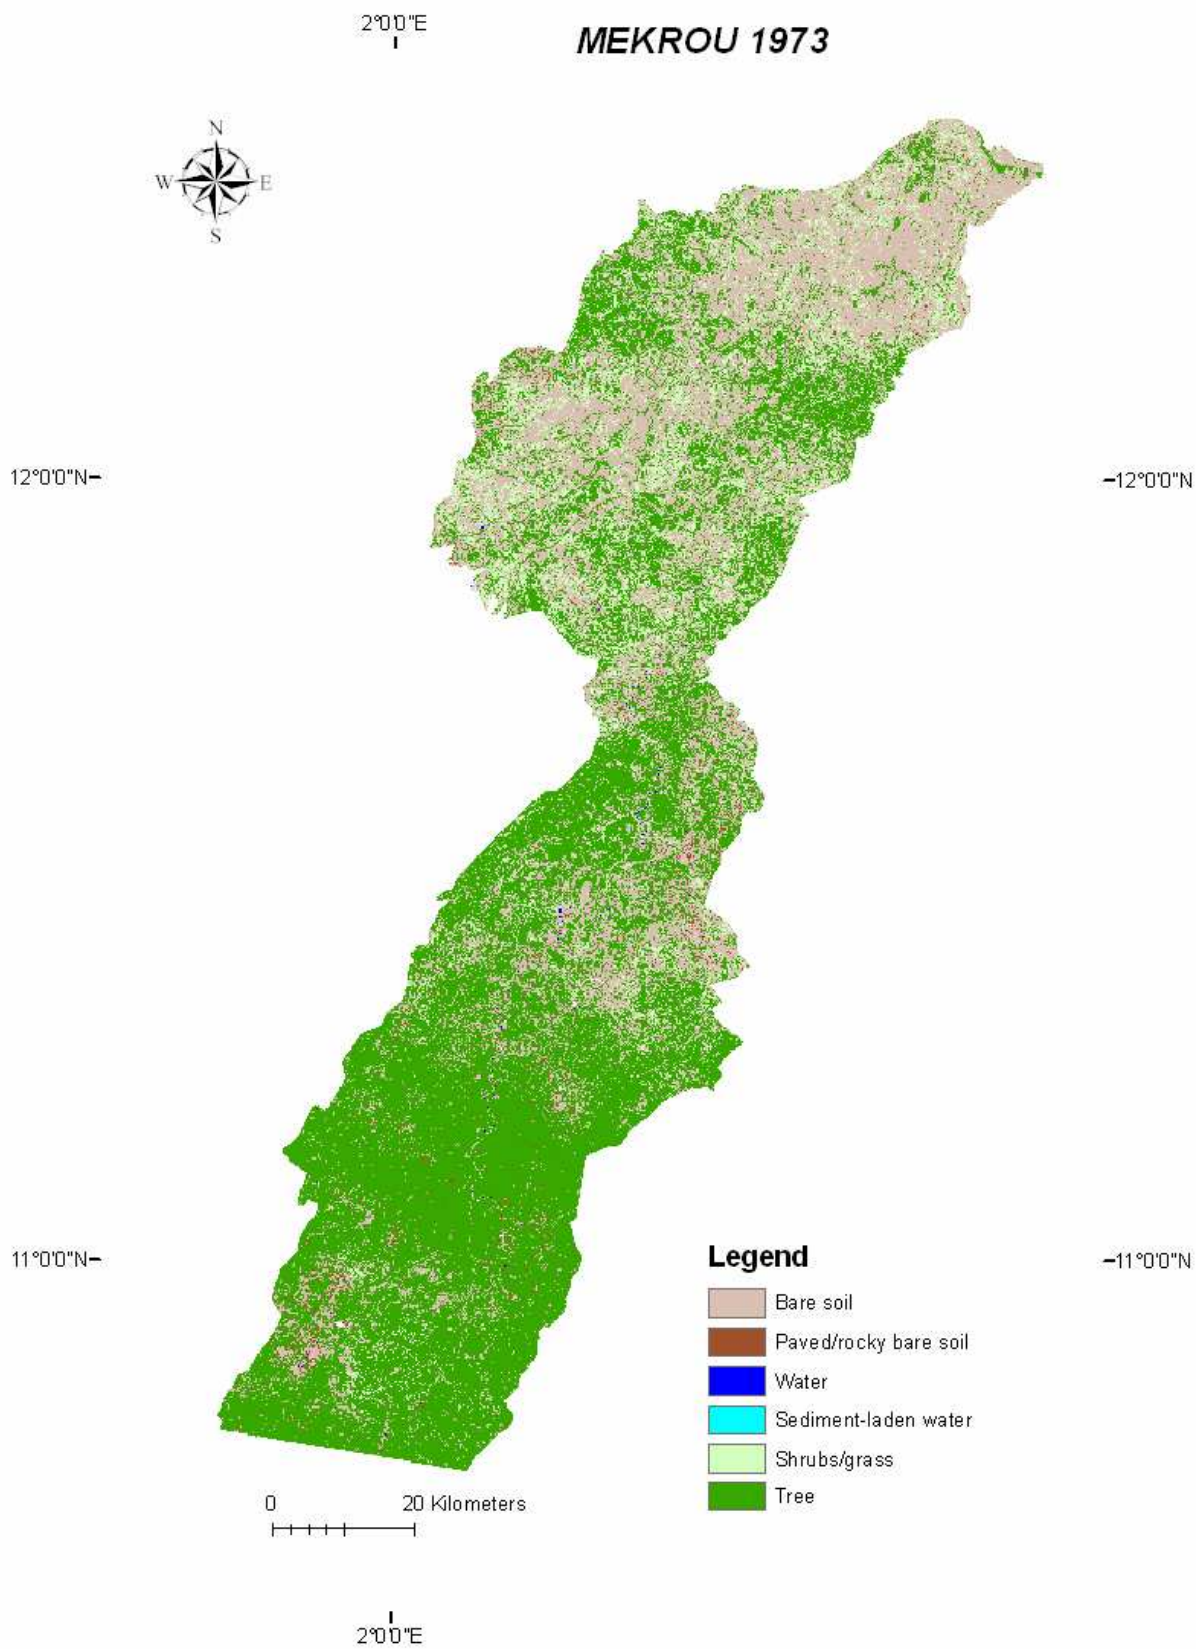 2°0'0"E
MEKROU 1973
N
W E
S
12°0'0"N
12°0'0"N
11°0'0"N
11°0'0"N
Legend
Bare soil
Paved/rocky bare soil
Water
Sediment-laden water
Shrubs/grass
Tree
0 20 Kilometers
2°0'0"E